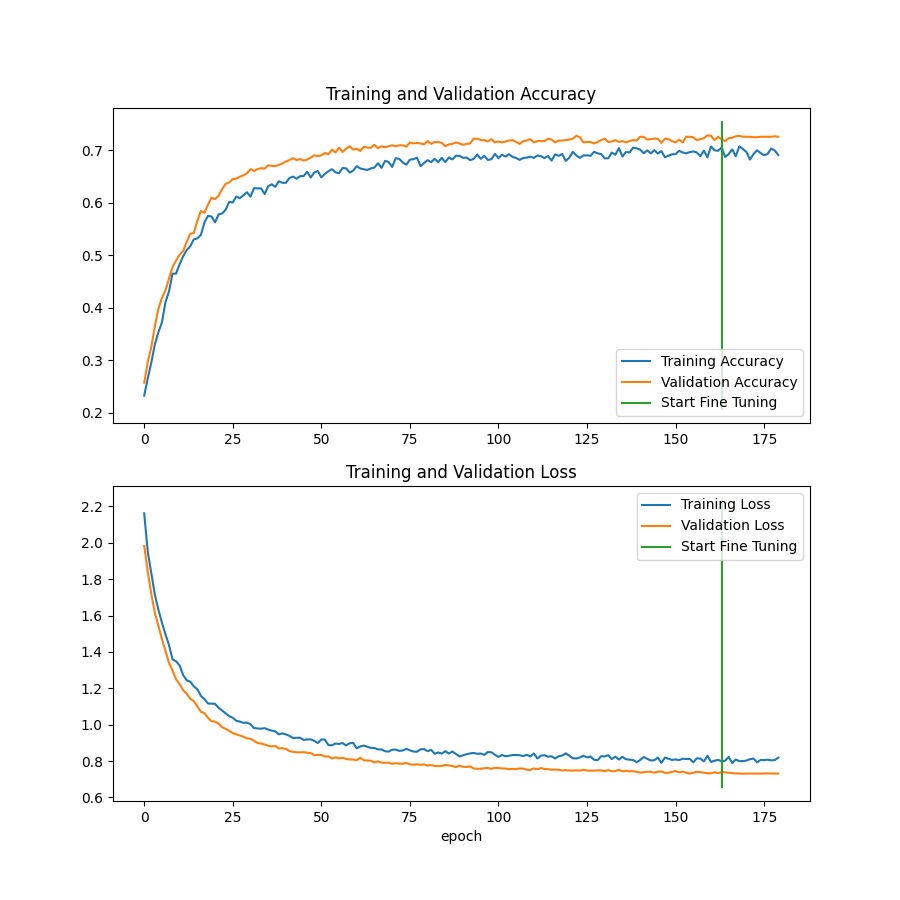 Training and Validation Accuracy
0.7
0.6
0.5
0.4
0.3
0.2
Training Accuracy
Validation Accuracy
Start Fine Tuning
0 25 50 75 100 125 150 175
Training and Validation Loss
2.2
2.0
1.8
1.6
1.4
1.2
1.0
0.8
0.6
Training Loss
Validation Loss
Start Fine Tuning
0 25 50 75 100 125 150 175
epoch